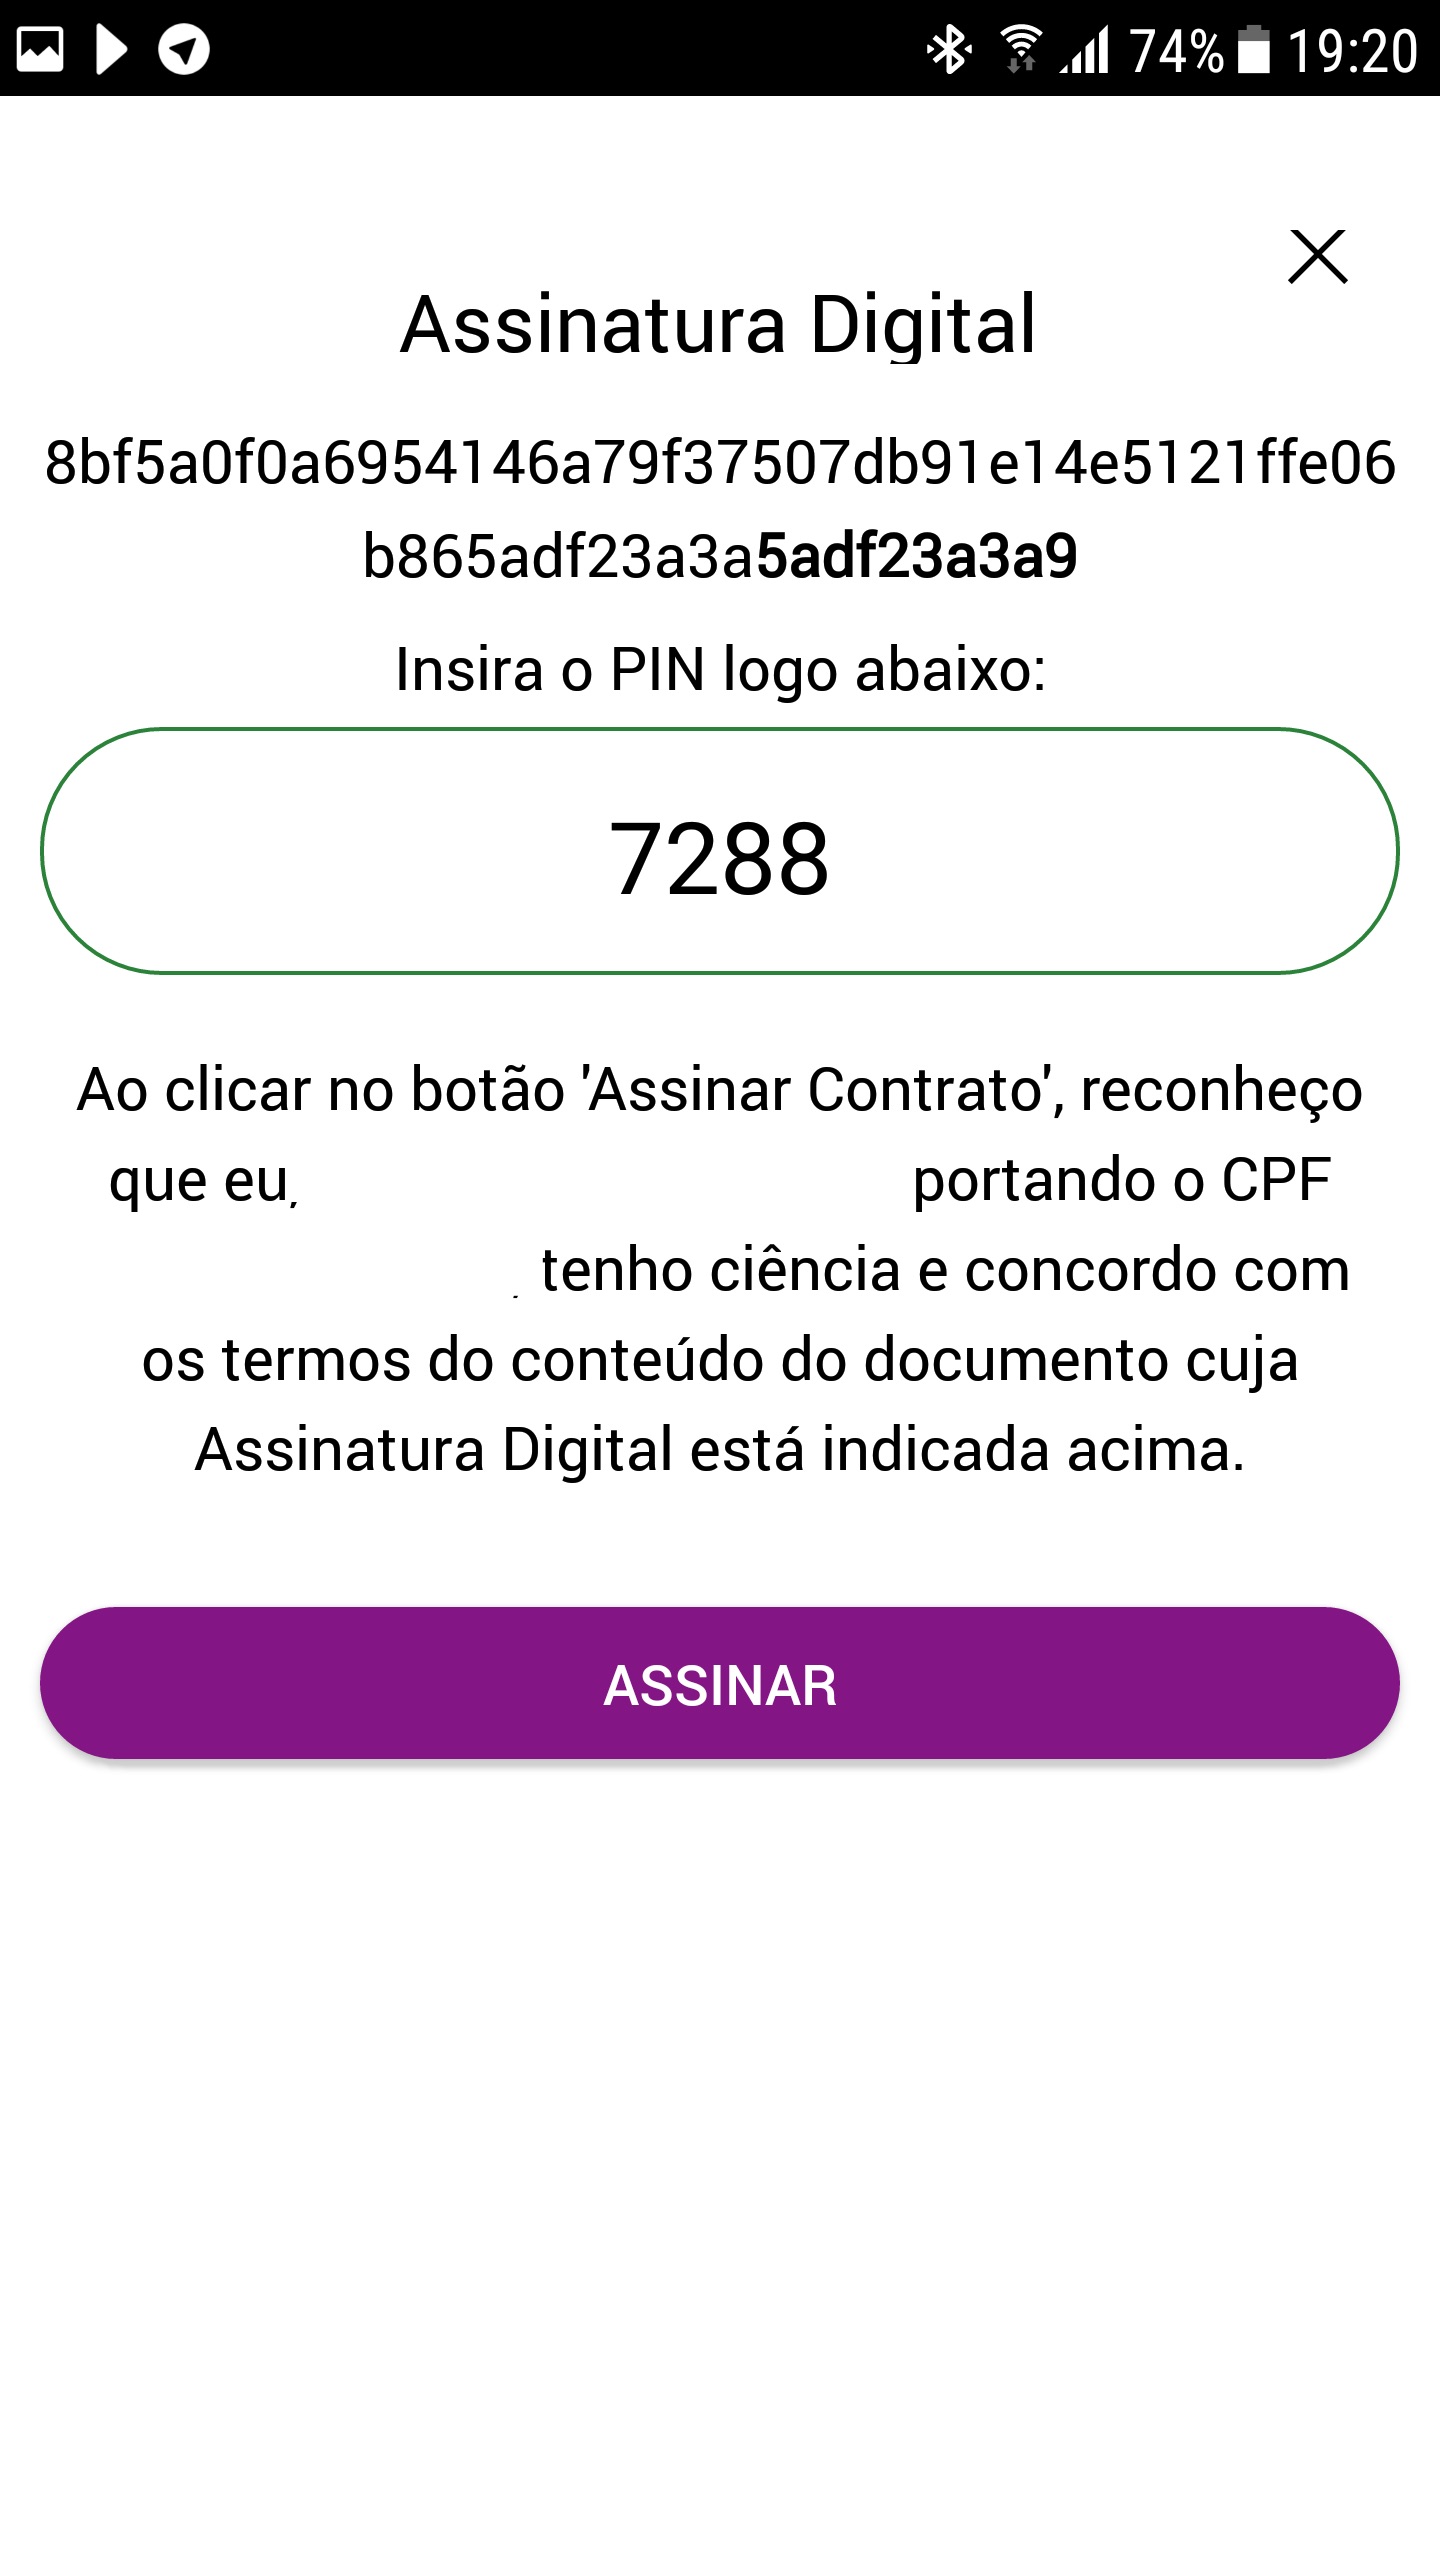 74% 19:20
Assinatura Digital
8bf5a0f0a6954146a79f37507db91e14e5121ffe06
b865adf23a3a5adf23a3a9
Insira o PIN logo abaixo:
7288
Ao clicar no botão 'Assinar Contrato', reconheço
que eu, portando o CPF
, tenho ciência e concordo com
os termos do conteúdo do documento cuja
Assinatura Digital está indicada acima.
ASSINAR